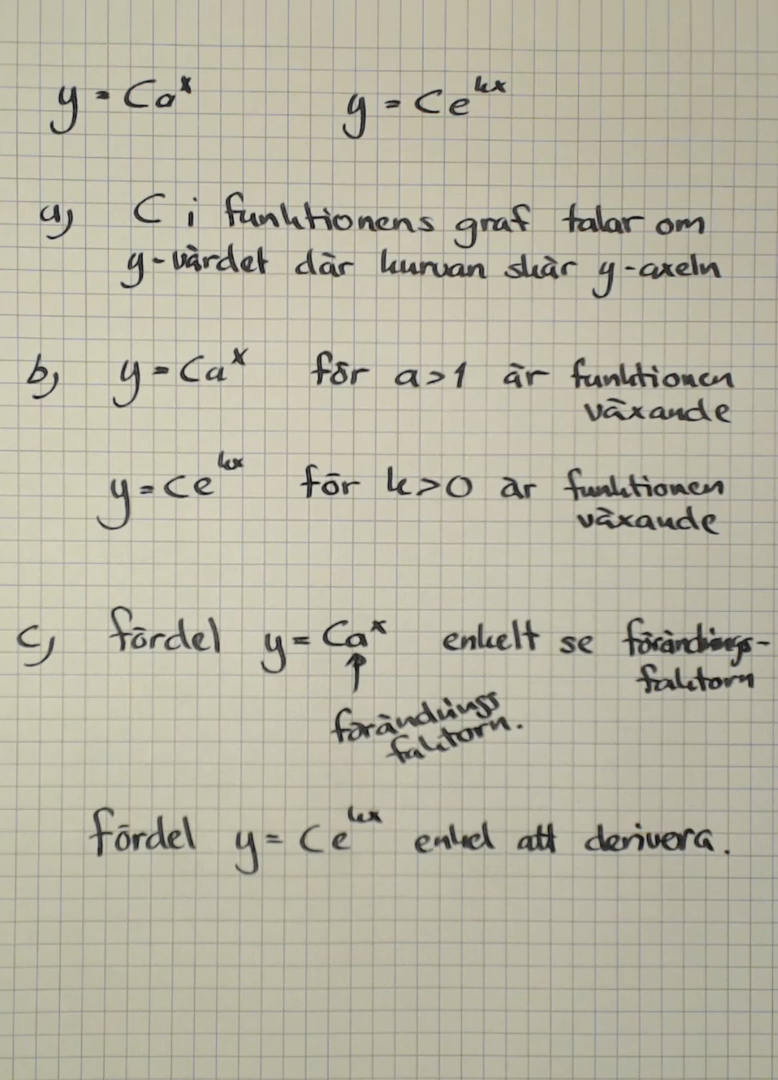 y = Ca^x y = Ce^kx
a) C i funktionens graf talar om
y-värdet där kurvan skär y-axeln
b) y = Ca^x för a>1 är funktionen
växande
y = Ce^kx för k>0 är funktionen
växande
c) fördel y = Ca^x enkelt se förändrings-
faktorn
↑
förändrings
faktorn.
fördel y = Ce^kx enkel att derivera.